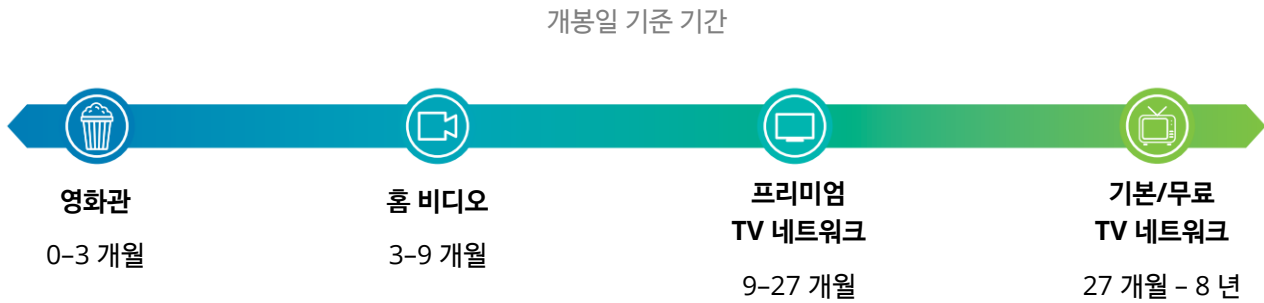 개봉일 기준 기간
영화관
0–3 개월
홈 비디오
3–9 개월
프리미엄
TV 네트워크
9–27 개월
기본/무료
TV 네트워크
27 개월 – 8 년